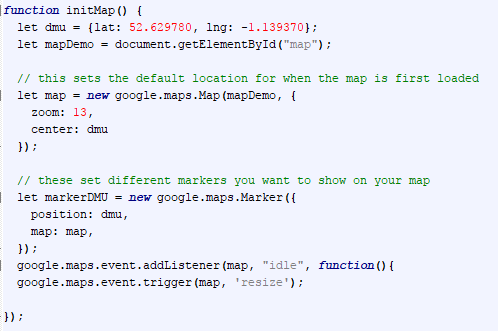 function initMap() {
let dmu = {lat: 52.629780, lng: -1.139370};
let mapDemo = document.getElementById("map");
// this sets the default location for when the map is first loaded
let map = new google.maps.Map(mapDemo, {
zoom: 13,
center: dmu
});
// these set different markers you want to show on your map
let markerDMU = new google.maps.Marker({
position: dmu,
map: map,
});
google.maps.event.addListener(map, "idle", function(){
google.maps.event.trigger(map, 'resize');
});